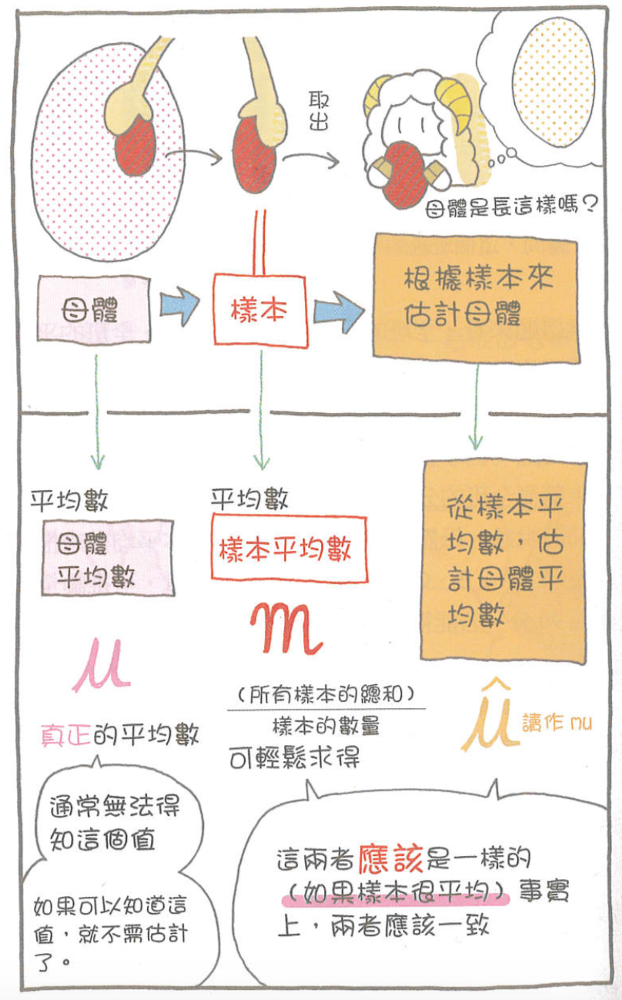 取出
母體是長這樣嗎？
母體
樣本
根據樣本來
估計母體
平均數
母體
平均數
μ
真正的平均數
通常無法得
知這個值
如果可以知道這
值，就不需估計
了。
平均數
樣本平均數
m
（所有樣本的總和）
樣本的數量
可輕鬆求得
從樣本平
均數，估
計母體平
均數
μ̂ 讀作 mu
這兩者應該是一樣的
（如果樣本很平均）事實
上，兩者應該一致